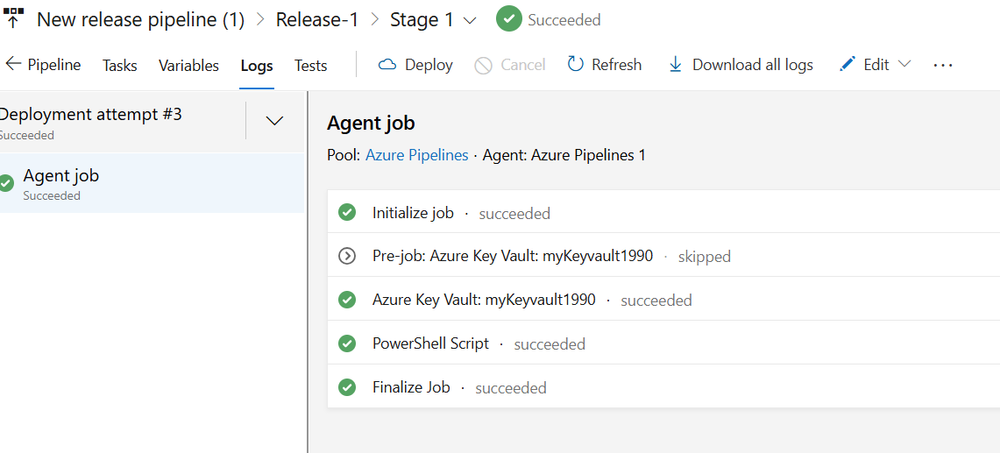 New release pipeline (1) > Release-1 > Stage 1 Succeeded
Pipeline Tasks Variables Logs Tests Deploy Cancel Refresh Download all logs Edit ...
Deployment attempt #3
Succeeded
Agent job
Succeeded
Agent job
Pool: Azure Pipelines · Agent: Azure Pipelines 1
Initialize job · succeeded
Pre-job: Azure Key Vault: myKeyvault1990 · skipped
Azure Key Vault: myKeyvault1990 · succeeded
PowerShell Script · succeeded
Finalize Job · succeeded